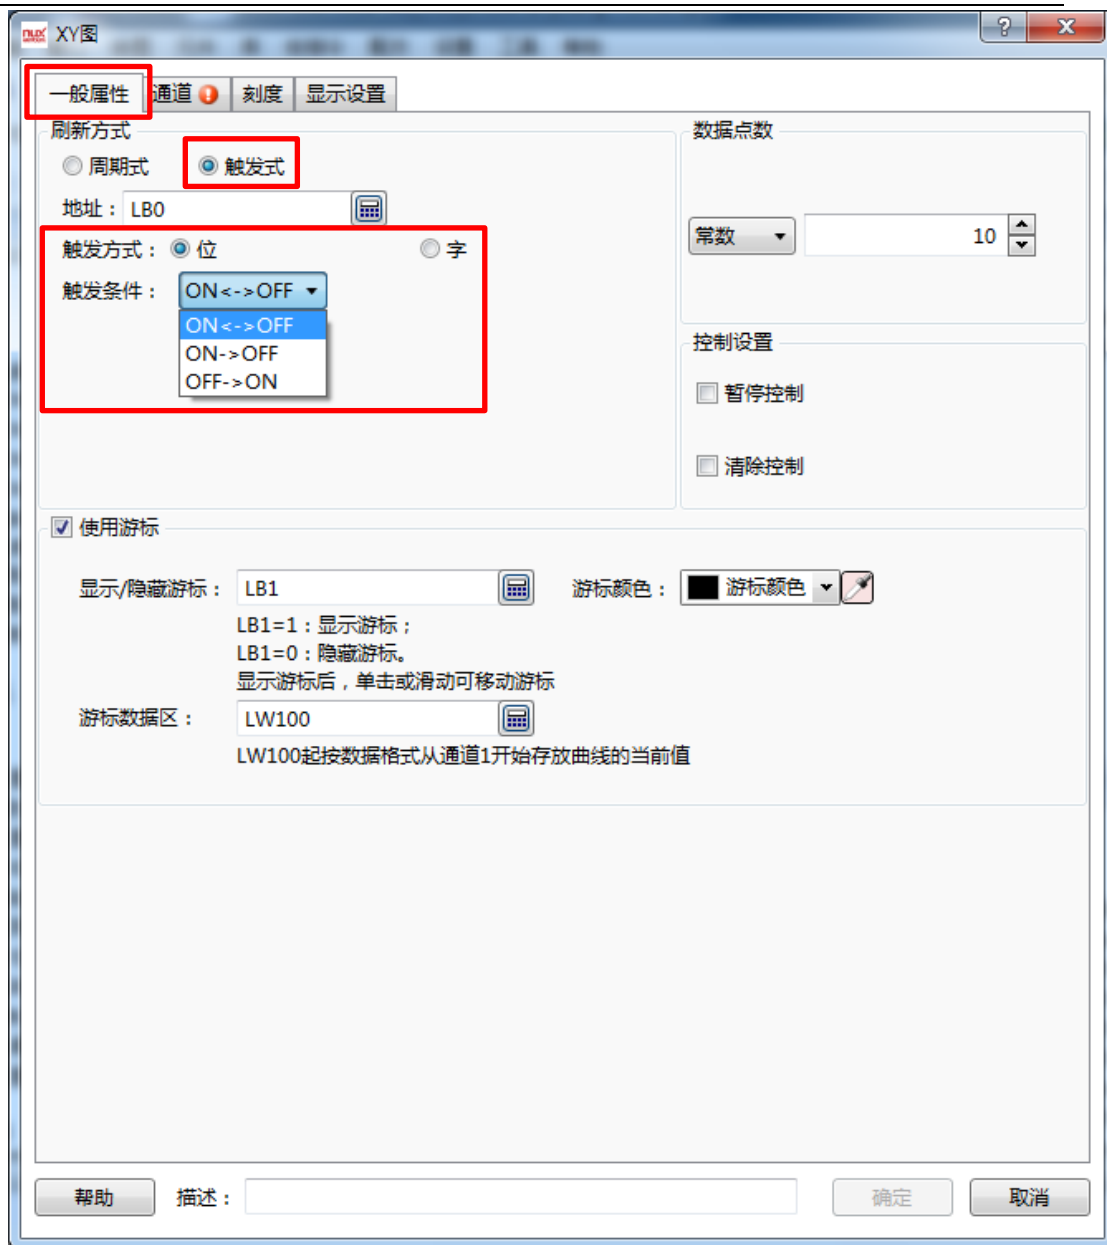 nux XY图 ? X
一般属性 通道 刻度 显示设置
刷新方式
周期式 触发式
地址： LB0
触发方式： 位 字
触发条件： ON<->OFF
ON<->OFF
ON->OFF
OFF->ON
数据点数
常数 10
控制设置
暂停控制
清除控制
使用游标
显示/隐藏游标： LB1 游标颜色： 游标颜色
LB1=1：显示游标；
LB1=0：隐藏游标。
显示游标后，单击或滑动可移动游标
游标数据区： LW100
LW100起按数据格式从通道1开始存放曲线的当前值
帮助 描述： 确定 取消